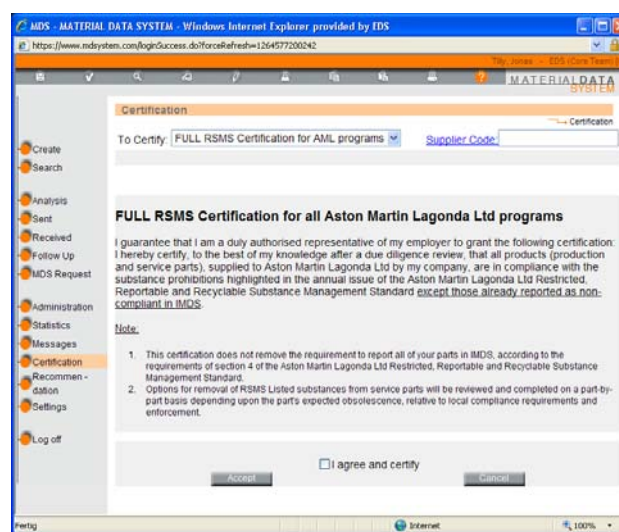 MDS - MATERIAL DATA SYSTEM - Windows Internet Explorer provided by EDS
https://www.mdsystem.com/loginSuccess.do?forceRefresh=1264577200242
Tilly, Jonas - EDS (Core Team)
MATERIALDATA
SYSTEM
Certification
Certification
To Certify: FULL RSMS Certification for AML programs Supplier Code:
Create
Search
Analysis
Sent
Received
Follow Up
MDS Request
Administration
Statistics
Messages
Certification
Recommen -
dation
Settings
Log off
FULL RSMS Certification for all Aston Martin Lagonda Ltd programs
I guarantee that I am a duly authorised representative of my employer to grant the following certification:
I hereby certify, to the best of my knowledge after a due diligence review, that all products (production
and service parts), supplied to Aston Martin Lagonda Ltd by my company, are in compliance with the
substance prohibitions highlighted in the annual issue of the Aston Martin Lagonda Ltd Restricted,
Reportable and Recyclable Substance Management Standard except those already reported as non-
compliant in IMDS.
Note:
1. This certification does not remove the requirement to report all of your parts in IMDS, according to the
requirements of section 4 of the Aston Martin Lagonda Ltd Restricted, Reportable and Recyclable Substance
Management Standard.
2. Options for removal of RSMS Listed substances from service parts will be reviewed and completed on a part-by-
part basis depending upon the part's expected obsolescence, relative to local compliance requirements and
enforcement.
I agree and certify
Accept Cancel
Fertig Internet 100%